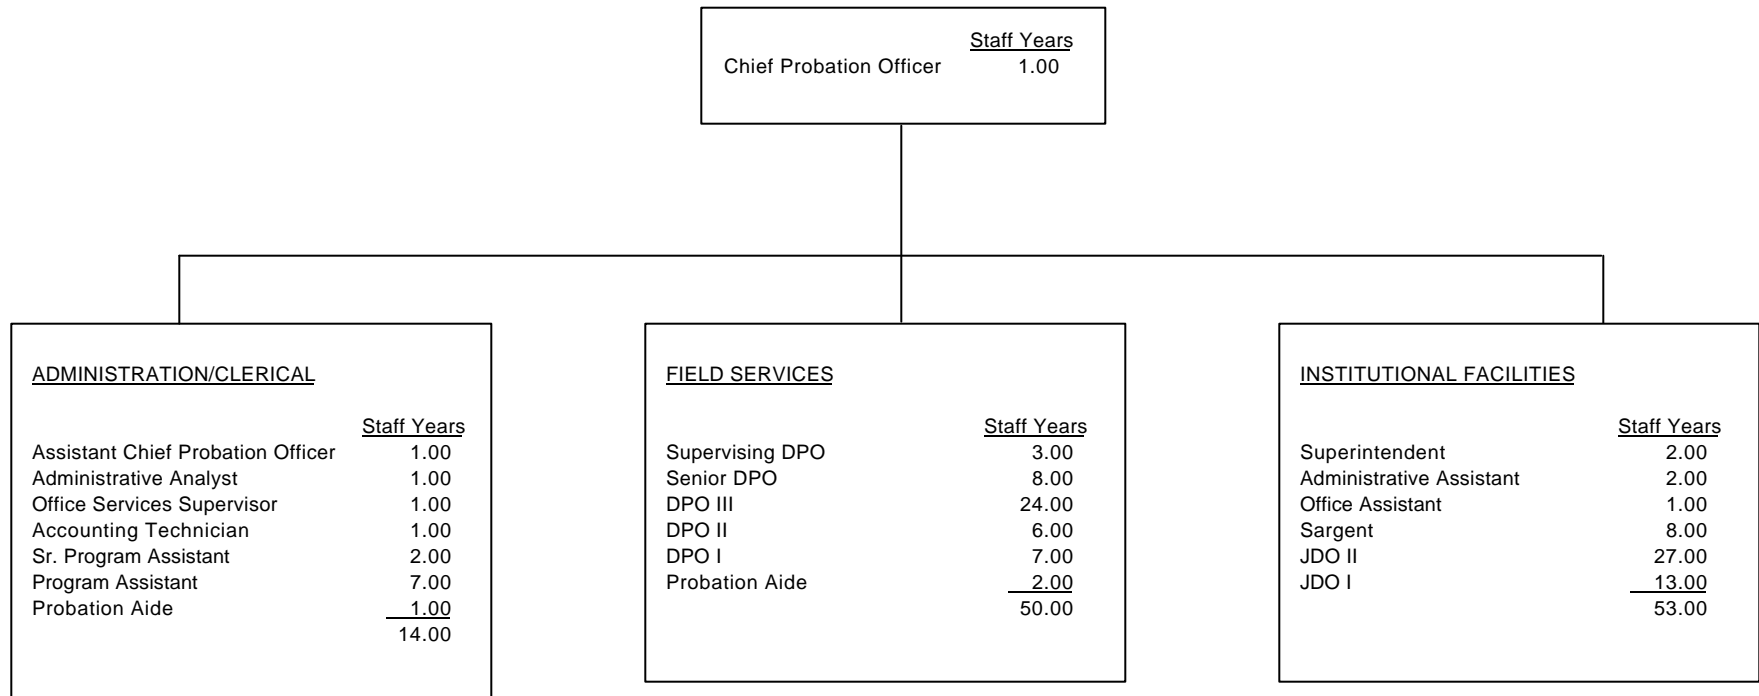 Staff Years
Chief Probation Officer 1.00
ADMINISTRATION/CLERICAL
Staff Years
Assistant Chief Probation Officer 1.00
Administrative Analyst 1.00
Office Services Supervisor 1.00
Accounting Technician 1.00
Sr. Program Assistant 2.00
Program Assistant 7.00
Probation Aide 1.00
14.00
FIELD SERVICES
Staff Years
Supervising DPO 3.00
Senior DPO 8.00
DPO III 24.00
DPO II 6.00
DPO I 7.00
Probation Aide 2.00
50.00
INSTITUTIONAL FACILITIES
Staff Years
Superintendent 2.00
Administrative Assistant 2.00
Office Assistant 1.00
Sargent 8.00
JDO II 27.00
JDO I 13.00
53.00